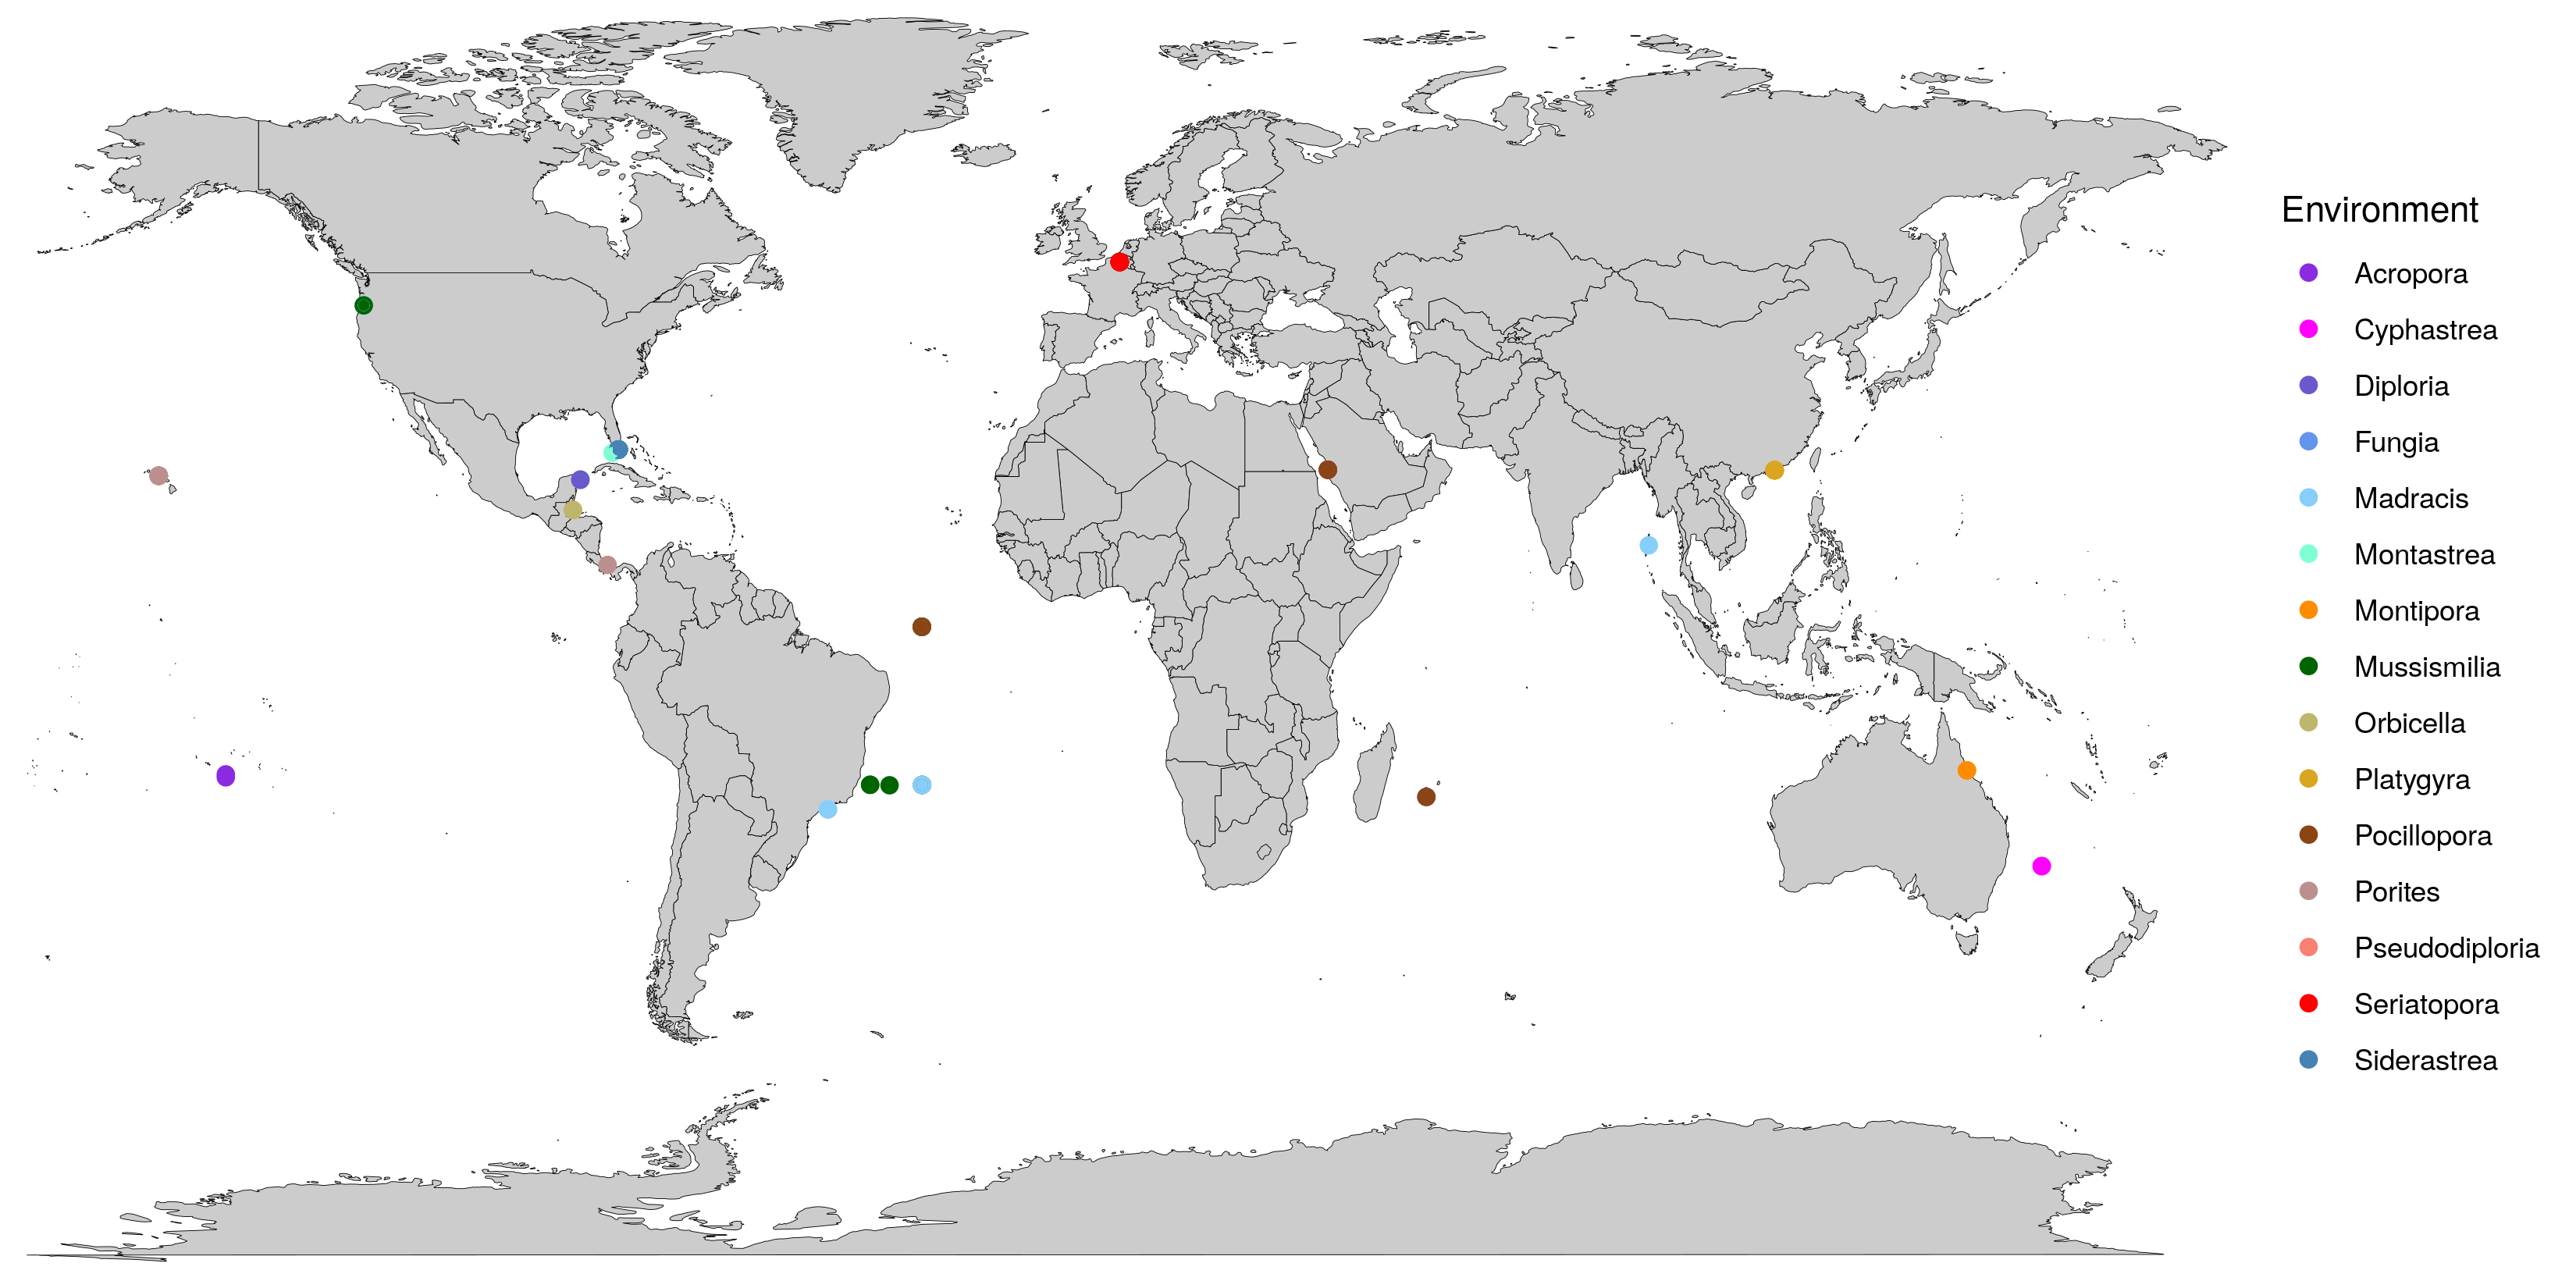 Environment
Acropora
Cyphastrea
Diploria
Fungia
Madracis
Montastrea
Montipora
Mussismilia
Orbicella
Platygyra
Pocillopora
Porites
Pseudodiploria
Seriatopora
Siderastrea